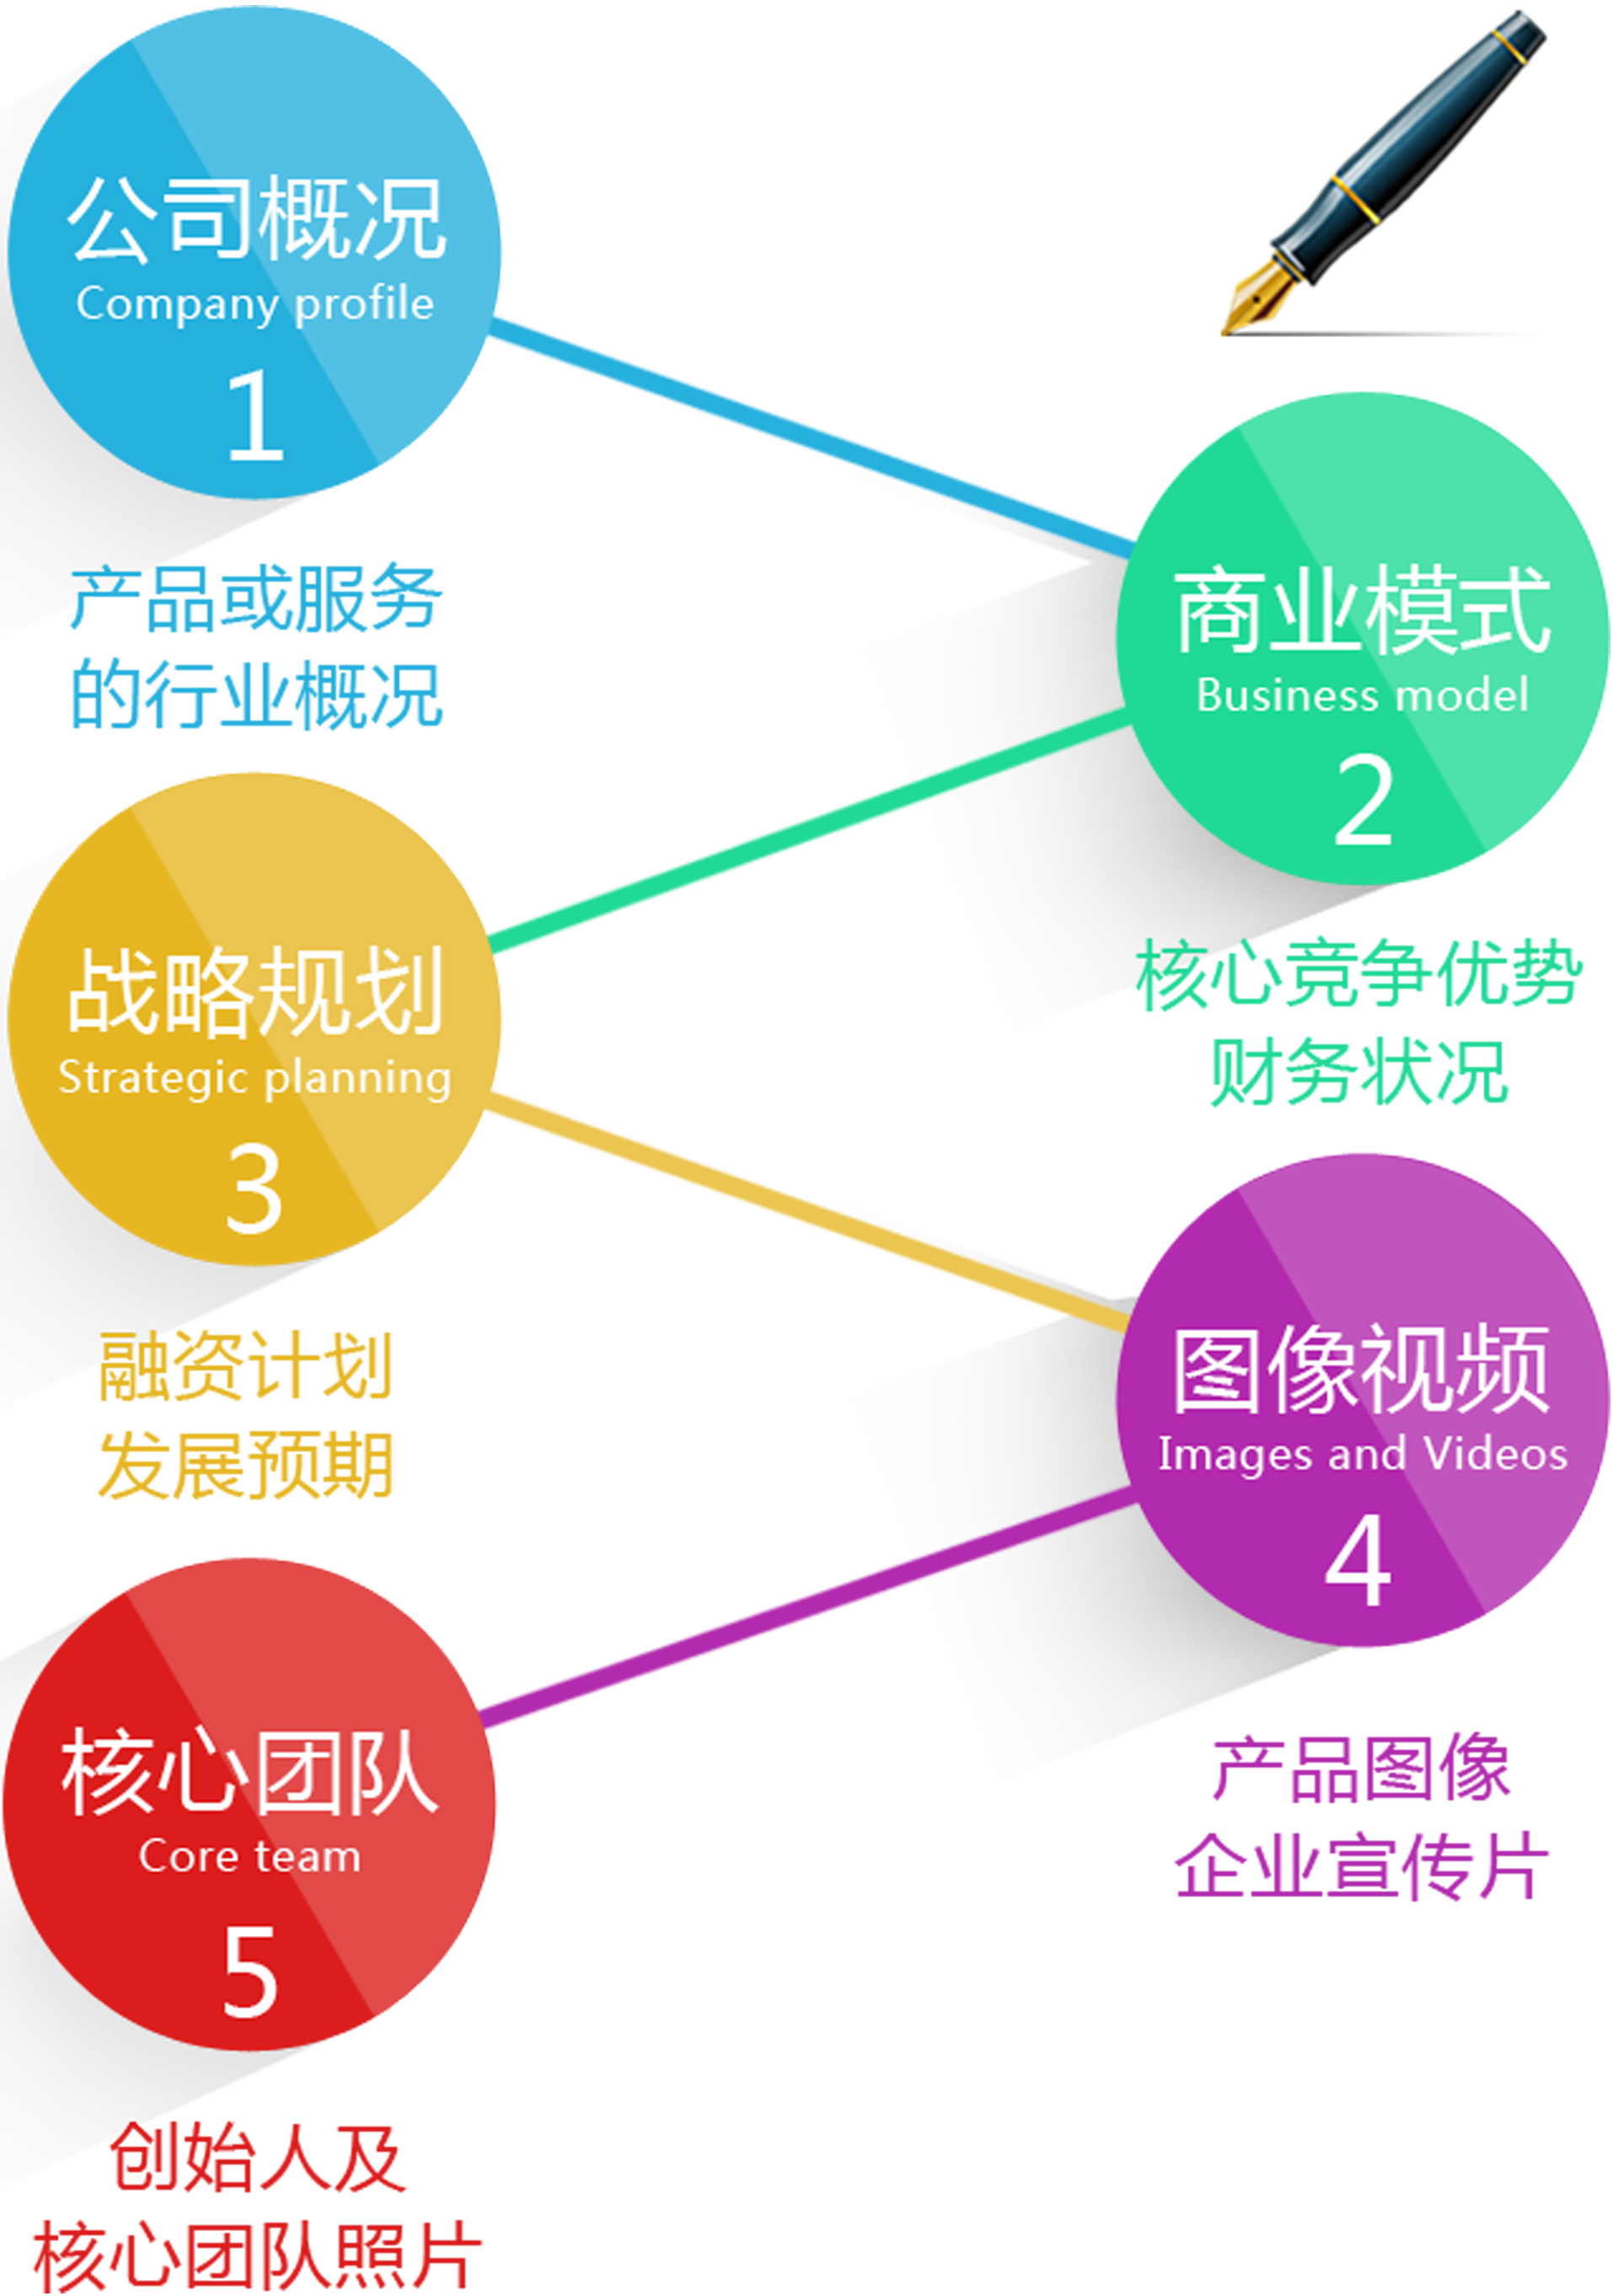 公司概况
Company profile
1
产品或服务
的行业概况
商业模式
Business model
2
核心竞争优势
财务状况
战略规划
Strategic planning
3
融资计划
发展预期
图像视频
Images and Videos
4
产品图像
企业宣传片
核心团队
Core team
5
创始人及
核心团队照片